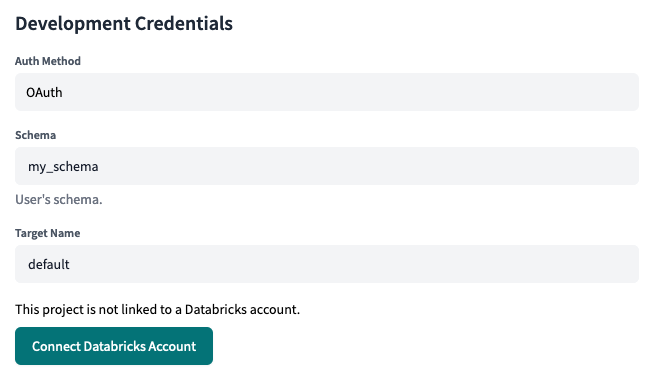 Development Credentials
Auth Method
OAuth
Schema
my_schema
User's schema.
Target Name
default
This project is not linked to a Databricks account.
Connect Databricks Account